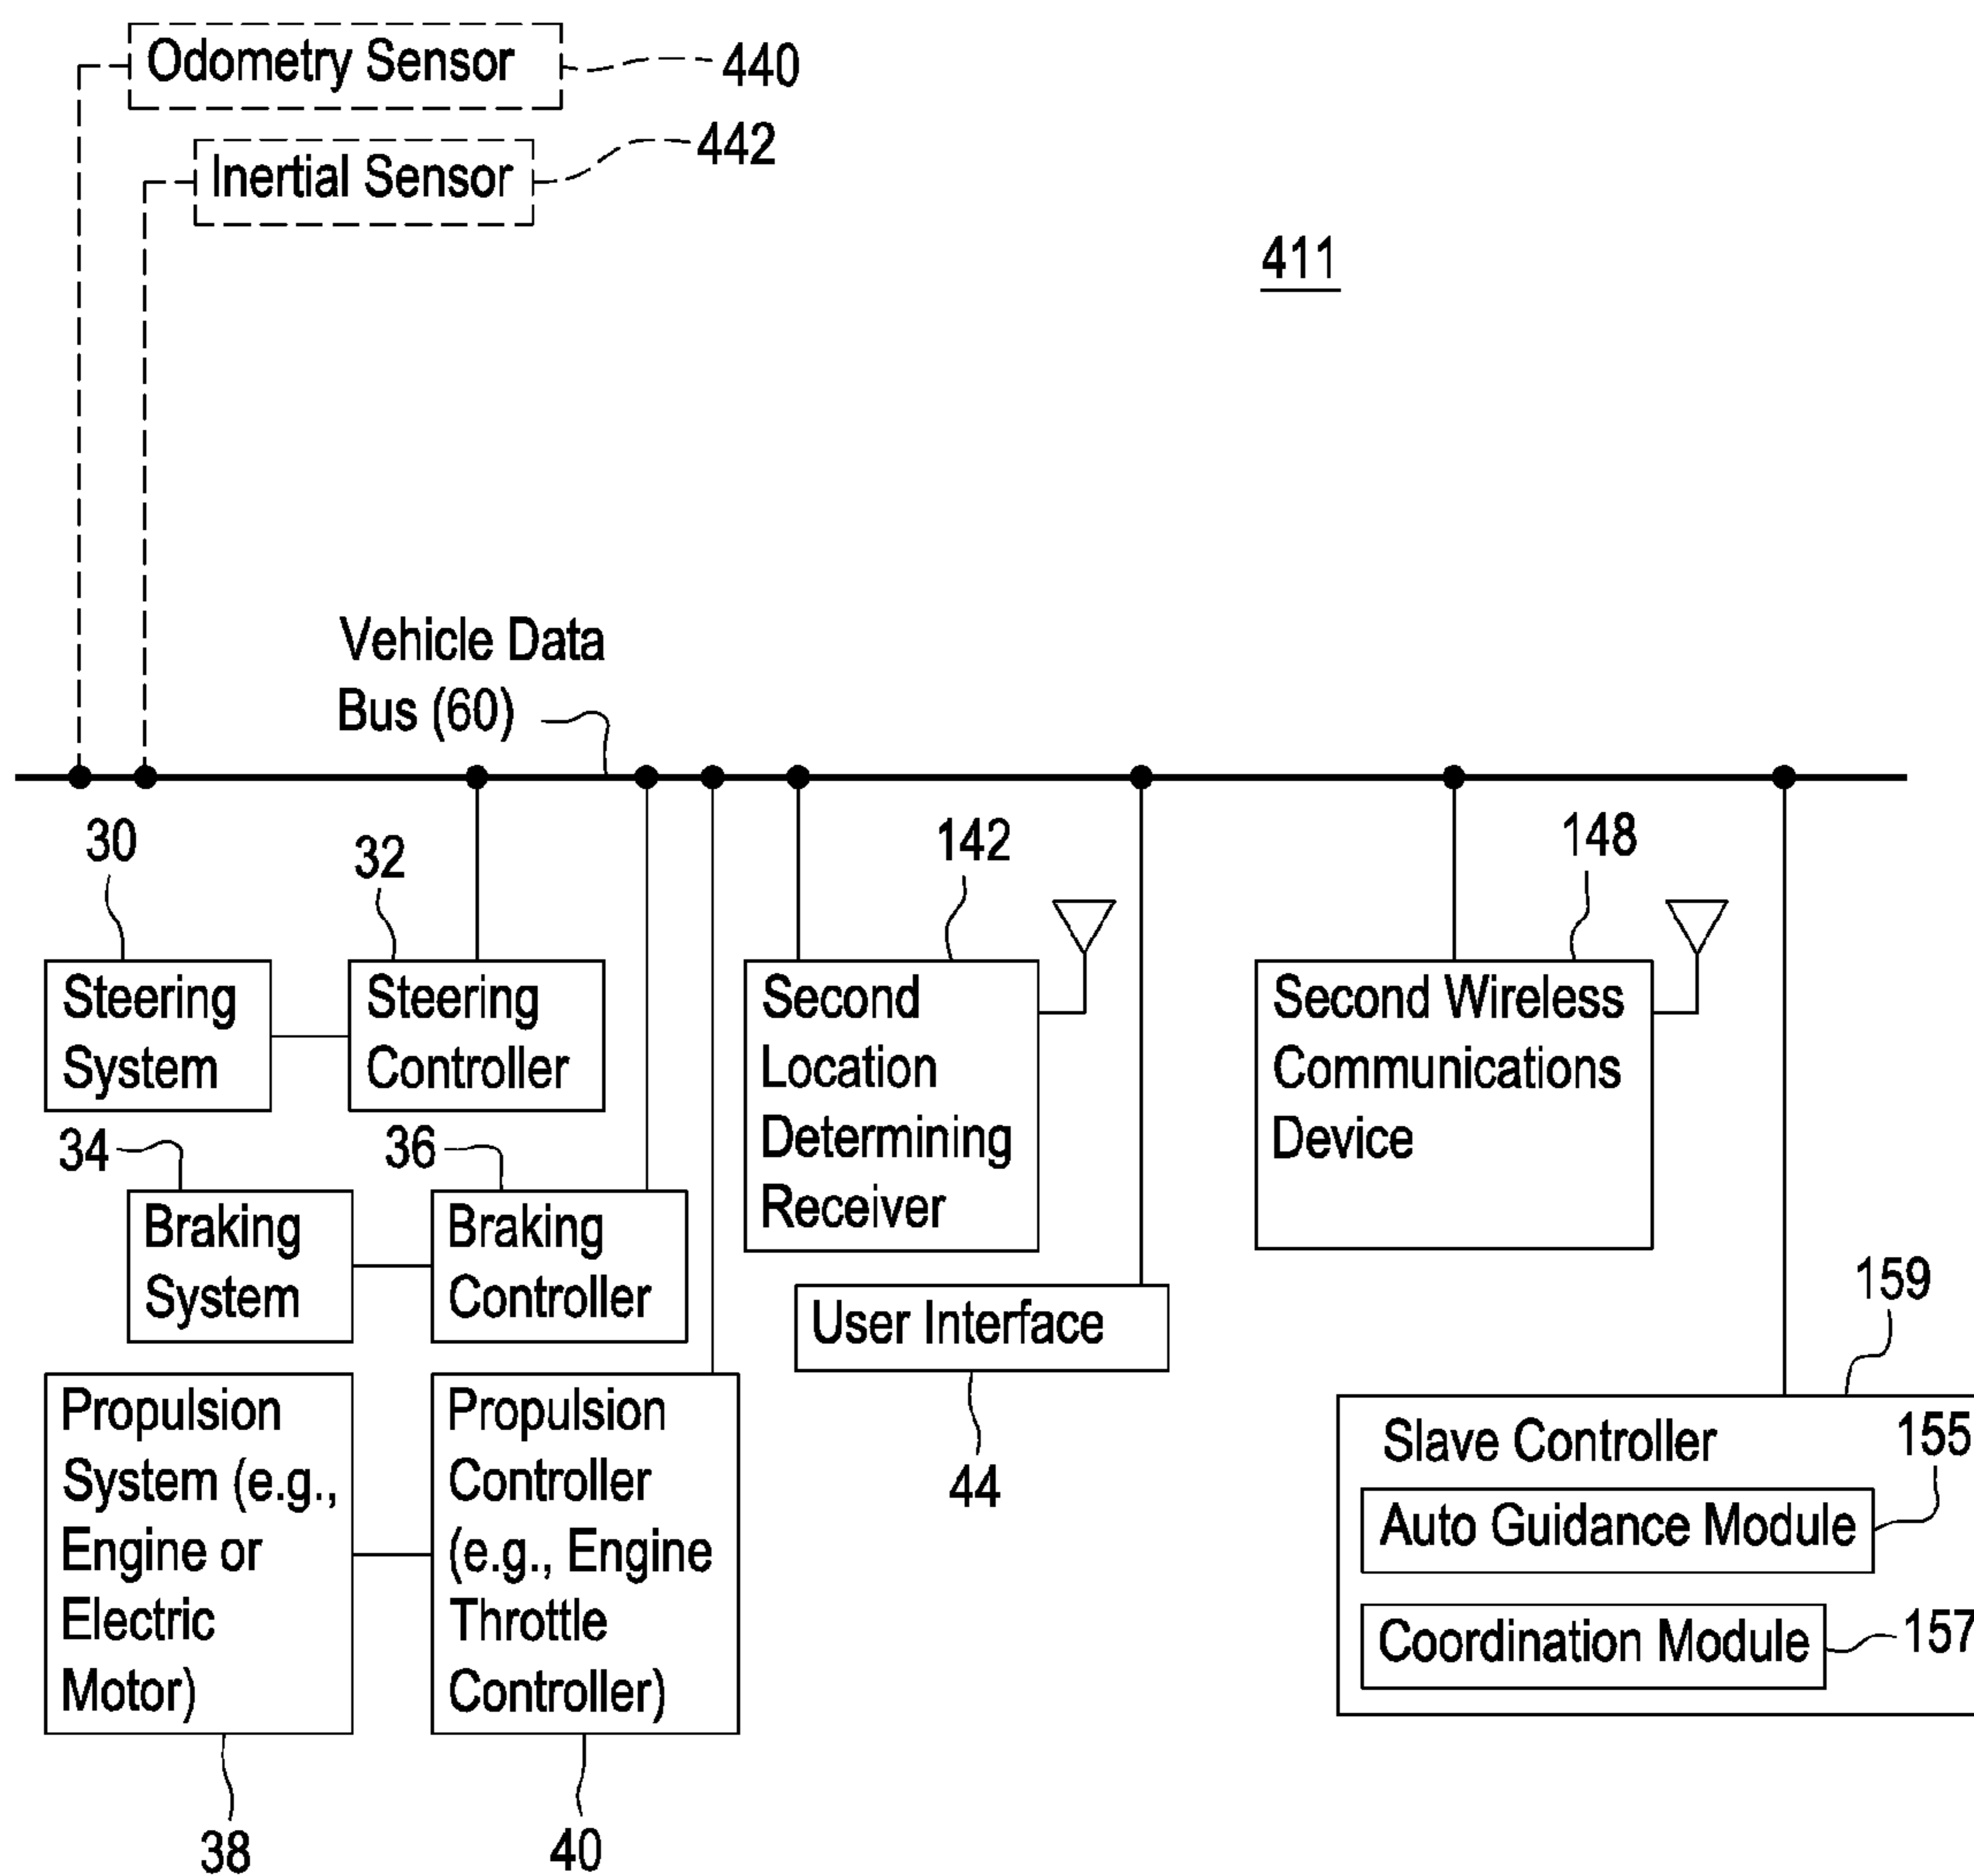 Odometry Sensor
440
Inertial Sensor
442
411
Vehicle Data
Bus (60)
30
32
142
148
Steering
System
Steering
Controller
Second
Location
Determining
Receiver
Second Wireless
Communications
Device
34
36
Braking
System
Braking
Controller
User Interface
44
159
Propulsion
System (e.g.,
Engine or
Electric
Motor)
Propulsion
Controller
(e.g., Engine
Throttle
Controller)
Slave Controller
155
Auto Guidance Module
Coordination Module
157
38
40